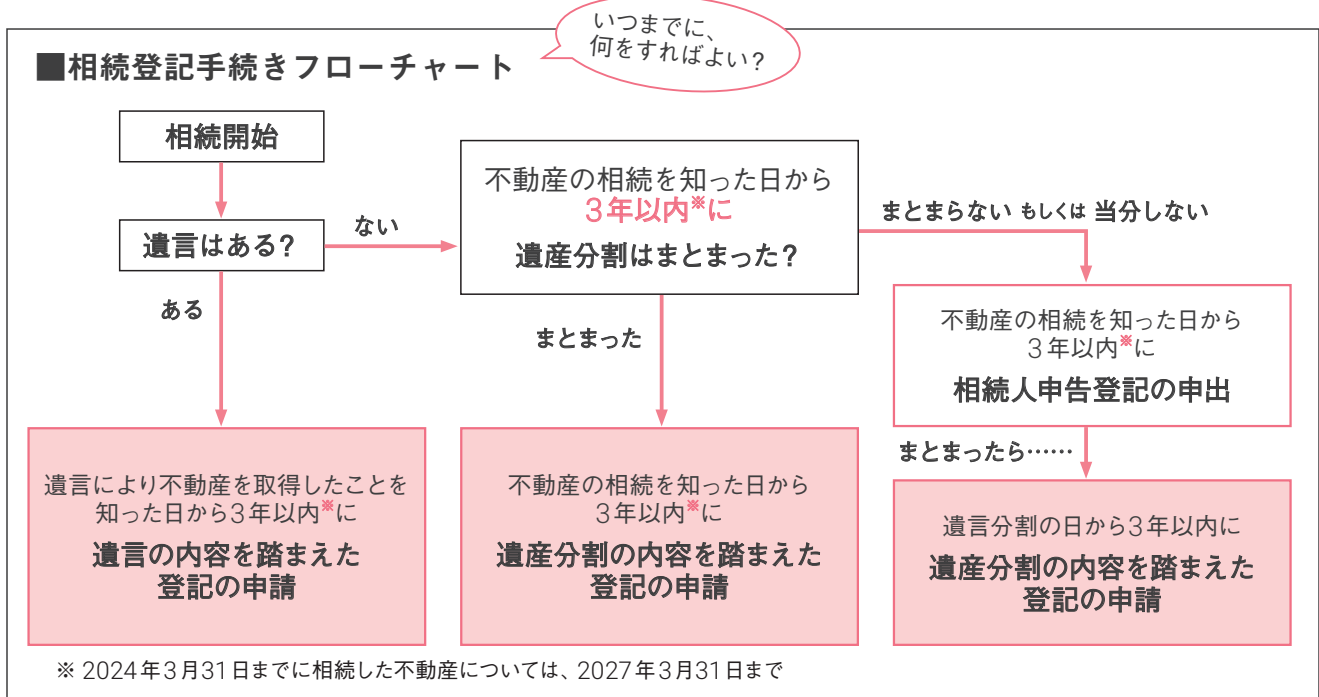 いつまでに、
何をすればよい？
■相続登記手続きフローチャート
相続開始
遺言はある？
ない
ある
不動産の相続を知った日から
3年以内※に
遺産分割はまとまった？
まとまった
まとまらない もしくは 当分しない
不動産の相続を知った日から
3年以内※に
相続人申告登記の申出
まとまったら……
遺言により不動産を取得したことを
知った日から3年以内※に
遺言の内容を踏まえた
登記の申請
不動産の相続を知った日から
3年以内※に
遺産分割の内容を踏まえた
登記の申請
遺言分割の日から3年以内に
遺産分割の内容を踏まえた
登記の申請
※ 2024年3月31日までに相続した不動産については、2027年3月31日まで